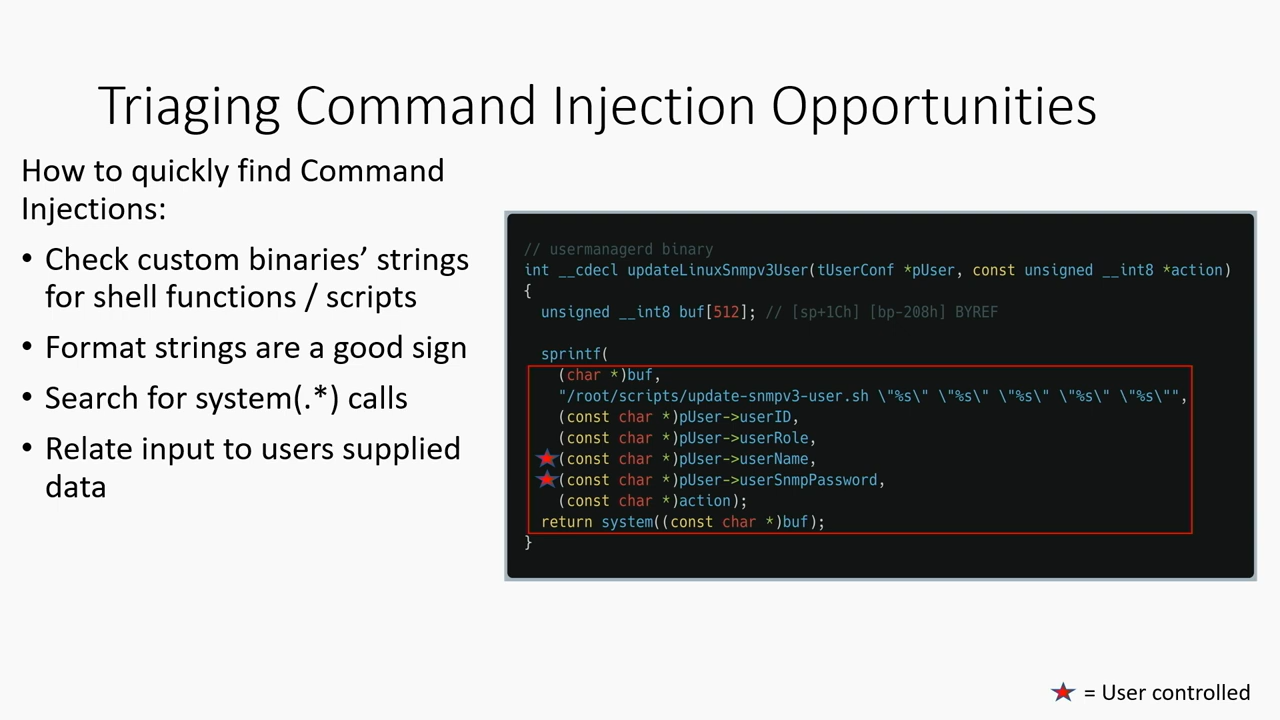 Triaging Command Injection Opportunities
How to quickly find Command
Injections:
• Check custom binaries’ strings
for shell functions / scripts
• Format strings are a good sign
• Search for system(.*) calls
• Relate input to users supplied
data
// usermanagerd binary
int __cdecl updateLinuxSnmpv3User(tUserConf *pUser, const unsigned __int8 *action)
{
  unsigned __int8 buf[512]; // [sp+1Ch] [bp-208h] BYREF
  sprintf(
    (char *)buf,
    "/root/scripts/update-snmpv3-user.sh \"%s\" \"%s\" \"%s\" \"%s\" \"%s\"",
    (const char *)pUser->userID,
    (const char *)pUser->userRole,
    (const char *)pUser->userName,
    (const char *)pUser->userSnmpPassword,
    (const char *)action);
  return system((const char *)buf);
}
= User controlled